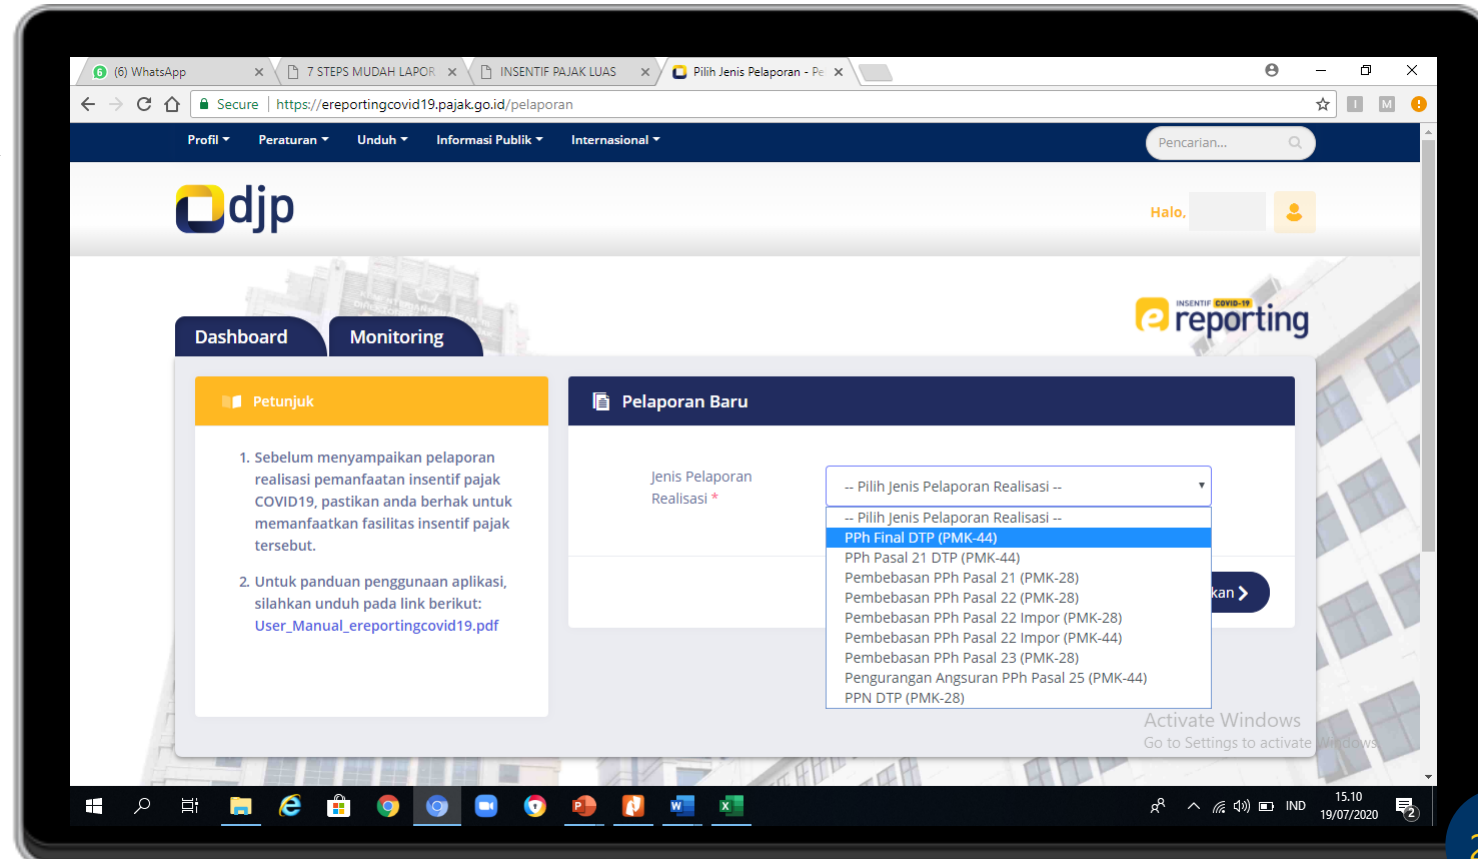 (6) WhatsApp
7 STEPS MUDAH LAPOR
INSENTIF PAJAK LUAS
Pilih Jenis Pelaporan - Pe
Secure | https://ereportingcovid19.pajak.go.id/pelaporan
Profil Peraturan Unduh Informasi Publik Internasional
Pencarian...
djp
Halo,
INSENTIF COVID-19
e reporting
Dashboard
Monitoring
Petunjuk
1. Sebelum menyampaikan pelaporan
realisasi pemanfaatan insentif pajak
COVID19, pastikan anda berhak untuk
memanfaatkan fasilitas insentif pajak
tersebut.
2. Untuk panduan penggunaan aplikasi,
silahkan unduh pada link berikut:
User_Manual_ereportingcovid19.pdf
Pelaporan Baru
Jenis Pelaporan
Realisasi *
-- Pilih Jenis Pelaporan Realisasi --
-- Pilih Jenis Pelaporan Realisasi --
PPh Final DTP (PMK-44)
PPh Pasal 21 DTP (PMK-44)
Pembebasan PPh Pasal 21 (PMK-28)
Pembebasan PPh Pasal 22 (PMK-28)
Pembebasan PPh Pasal 22 Impor (PMK-28)
Pembebasan PPh Pasal 22 Impor (PMK-44)
Pembebasan PPh Pasal 23 (PMK-28)
Pengurangan Angsuran PPh Pasal 25 (PMK-44)
PPN DTP (PMK-28)
kan
Activate Windows
Go to Settings to activate Windows.
IND
15.10
19/07/2020
2